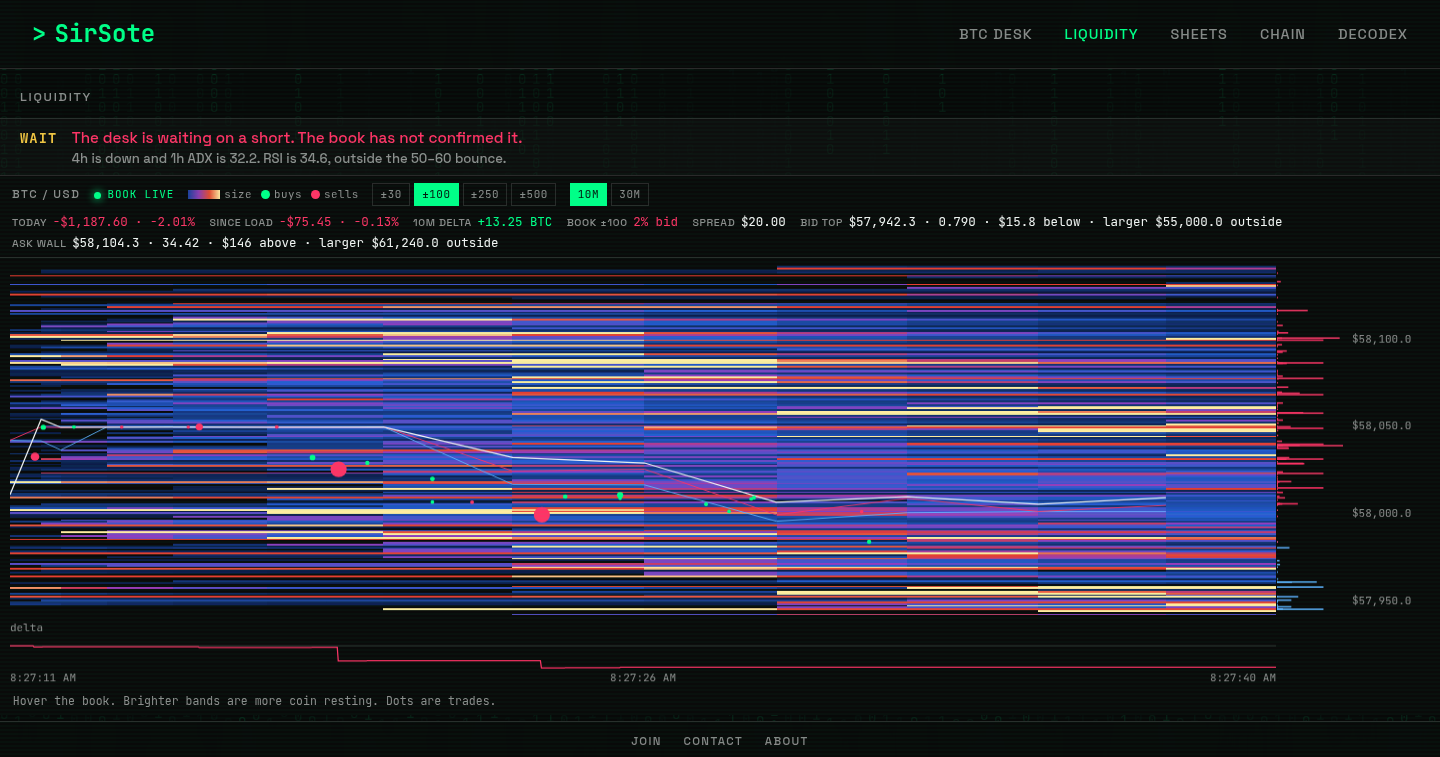 > SirSote
BTC DESK LIQUIDITY SHEETS CHAIN DECODEX
LIQUIDITY
WAIT The desk is waiting on a short. The book has not confirmed it.
4h is down and 1h ADX is 32.2. RSI is 34.6, outside the 50–60 bounce.
BTC / USD BOOK LIVE size buys sells ±30 ±100 ±250 ±500 10M 30M
TODAY -$1,187.60 · -2.01% SINCE LOAD -$75.45 · -0.13% 10M DELTA +13.25 BTC BOOK ±100 2% bid SPREAD $20.00 BID TOP $57,942.3 · 0.790 · $15.8 below · larger $55,000.0 outside
ASK WALL $58,104.3 · 34.42 · $146 above · larger $61,240.0 outside
$58,100.0
$58,050.0
$58,000.0
$57,950.0
delta
8:27:11 AM 8:27:26 AM 8:27:40 AM
Hover the book. Brighter bands are more coin resting. Dots are trades.
JOIN CONTACT ABOUT